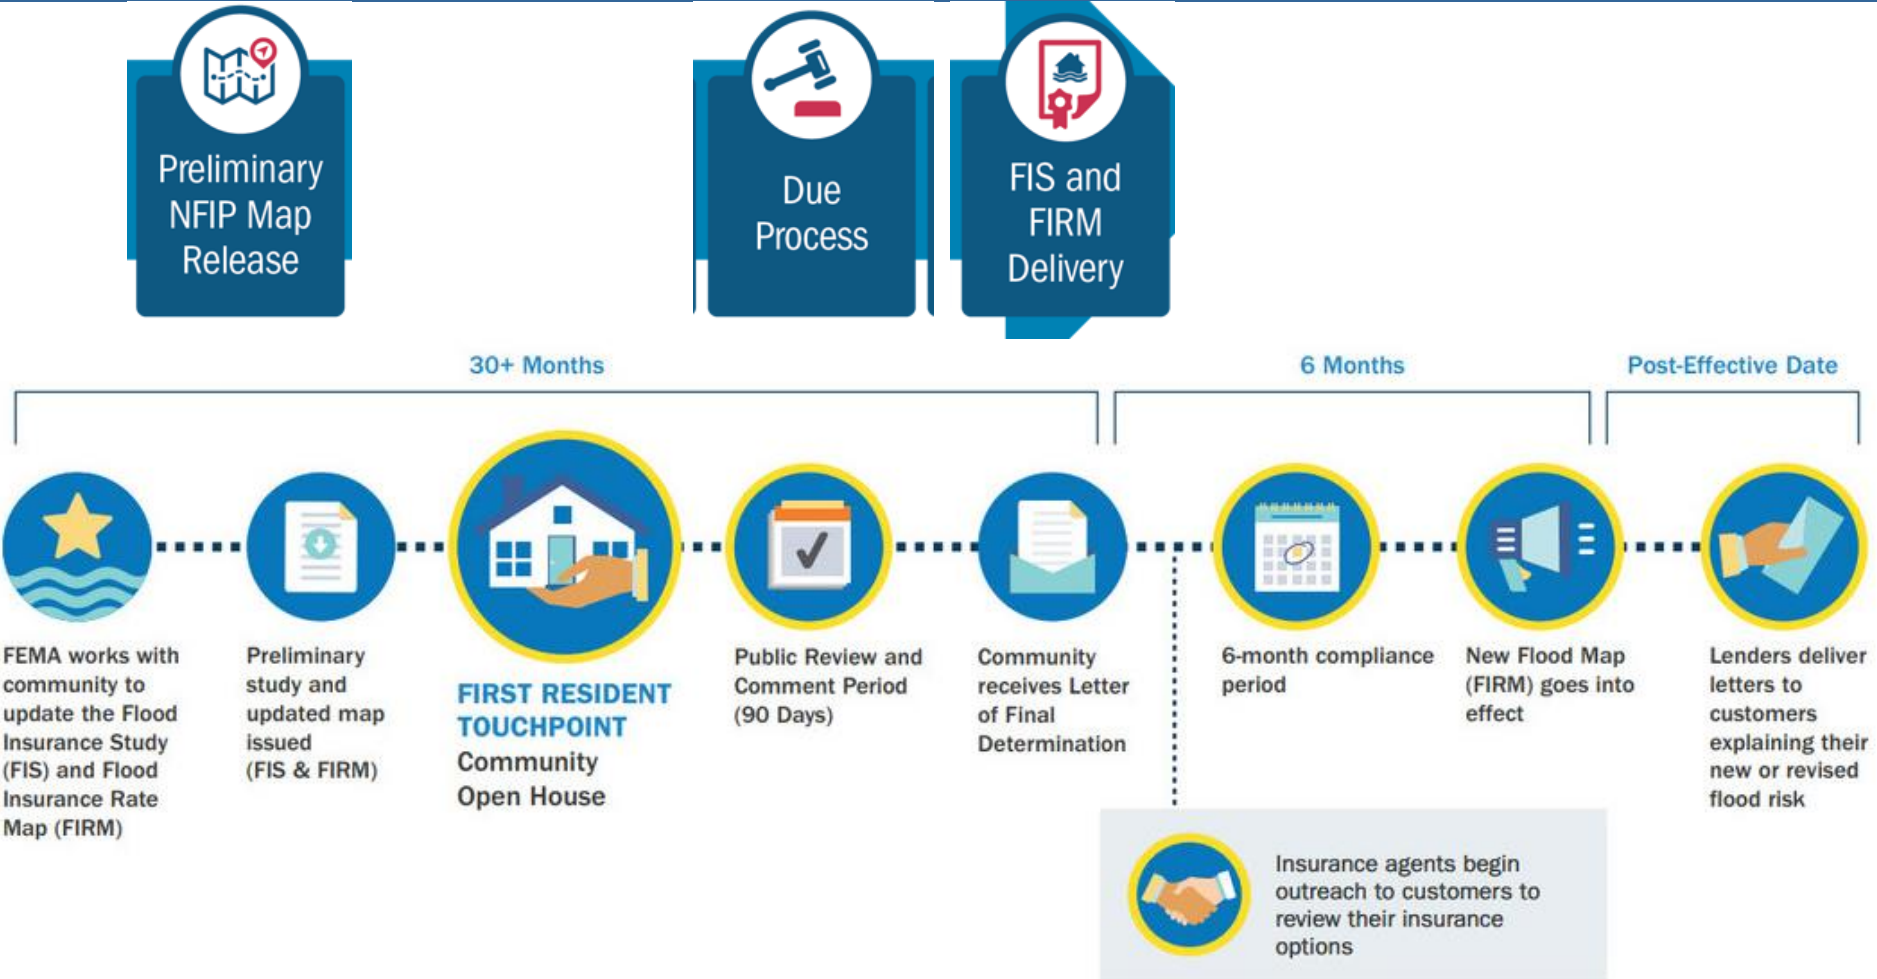 Preliminary
NFIP Map
Release
Due
Process
FIS and
FIRM
Delivery
30+ Months
6 Months
Post-Effective Date
FEMA works with
community to
update the Flood
Insurance Study
(FIS) and Flood
Insurance Rate
Map (FIRM)
Preliminary
study and
updated map
issued
(FIS & FIRM)
FIRST RESIDENT
TOUCHPOINT
Community
Open House
Public Review and
Comment Period
(90 Days)
Community
receives Letter
of Final
Determination
6-month compliance
period
New Flood Map
(FIRM) goes into
effect
Lenders deliver
letters to
customers
explaining their
new or revised
flood risk
Insurance agents begin
outreach to customers to
review their insurance
options